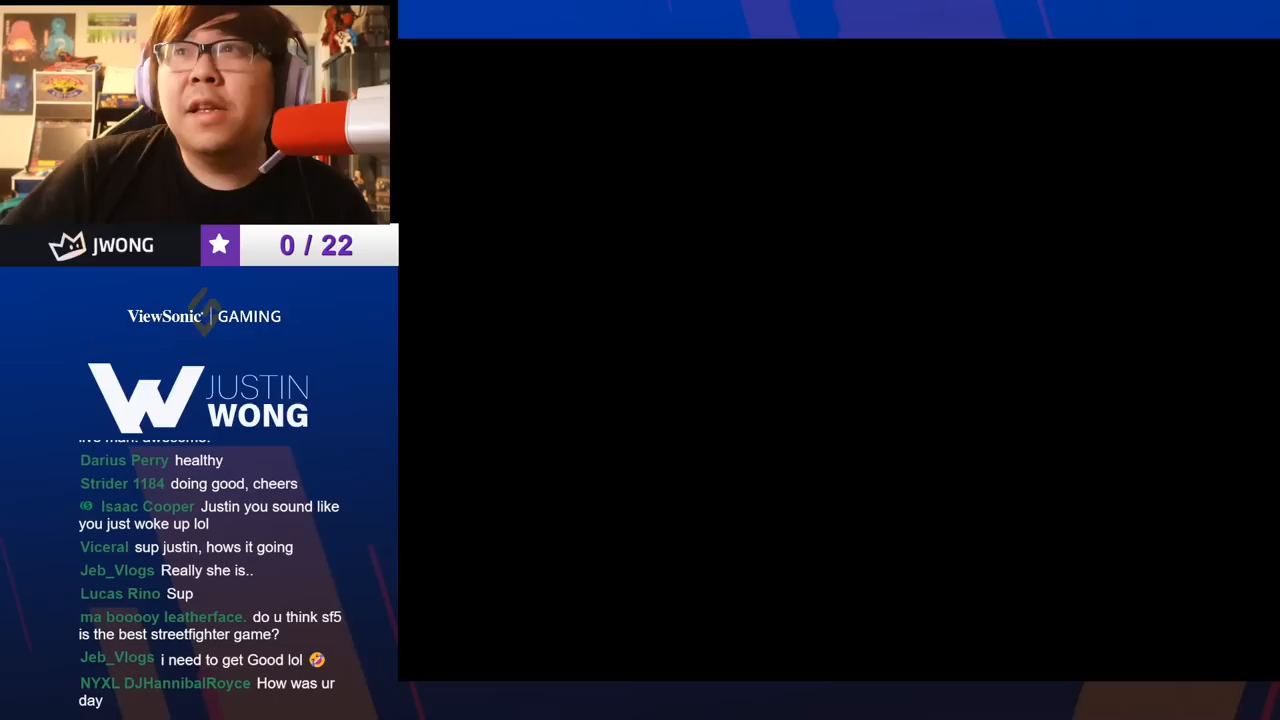 JWONG
0 / 22
ViewSonic | GAMING
JUSTIN
WONG
Darius Perry healthy
Strider 1184 doing good, cheers
Isaac Cooper Justin you sound like
you just woke up lol
Viceral sup justin, hows it going
Jeb_Vlogs Really she is..
Lucas Rino Sup
ma booooy leatherface. do u think sf5
is the best streetfighter game?
Jeb_Vlogs i need to get Good lol 🤣
NYXL DJHannibalRoyce How was ur
day